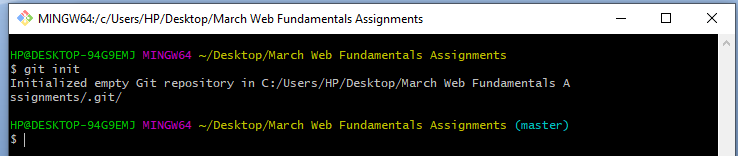 MINGW64:/c/Users/HP/Desktop/March Web Fundamentals Assignments
HP@DESKTOP-94G9EMJ MINGW64 ~/Desktop/March Web Fundamentals Assignments
$ git init
Initialized empty Git repository in C:/Users/HP/Desktop/March Web Fundamentals A
ssignments/.git/
HP@DESKTOP-94G9EMJ MINGW64 ~/Desktop/March Web Fundamentals Assignments (master)
$